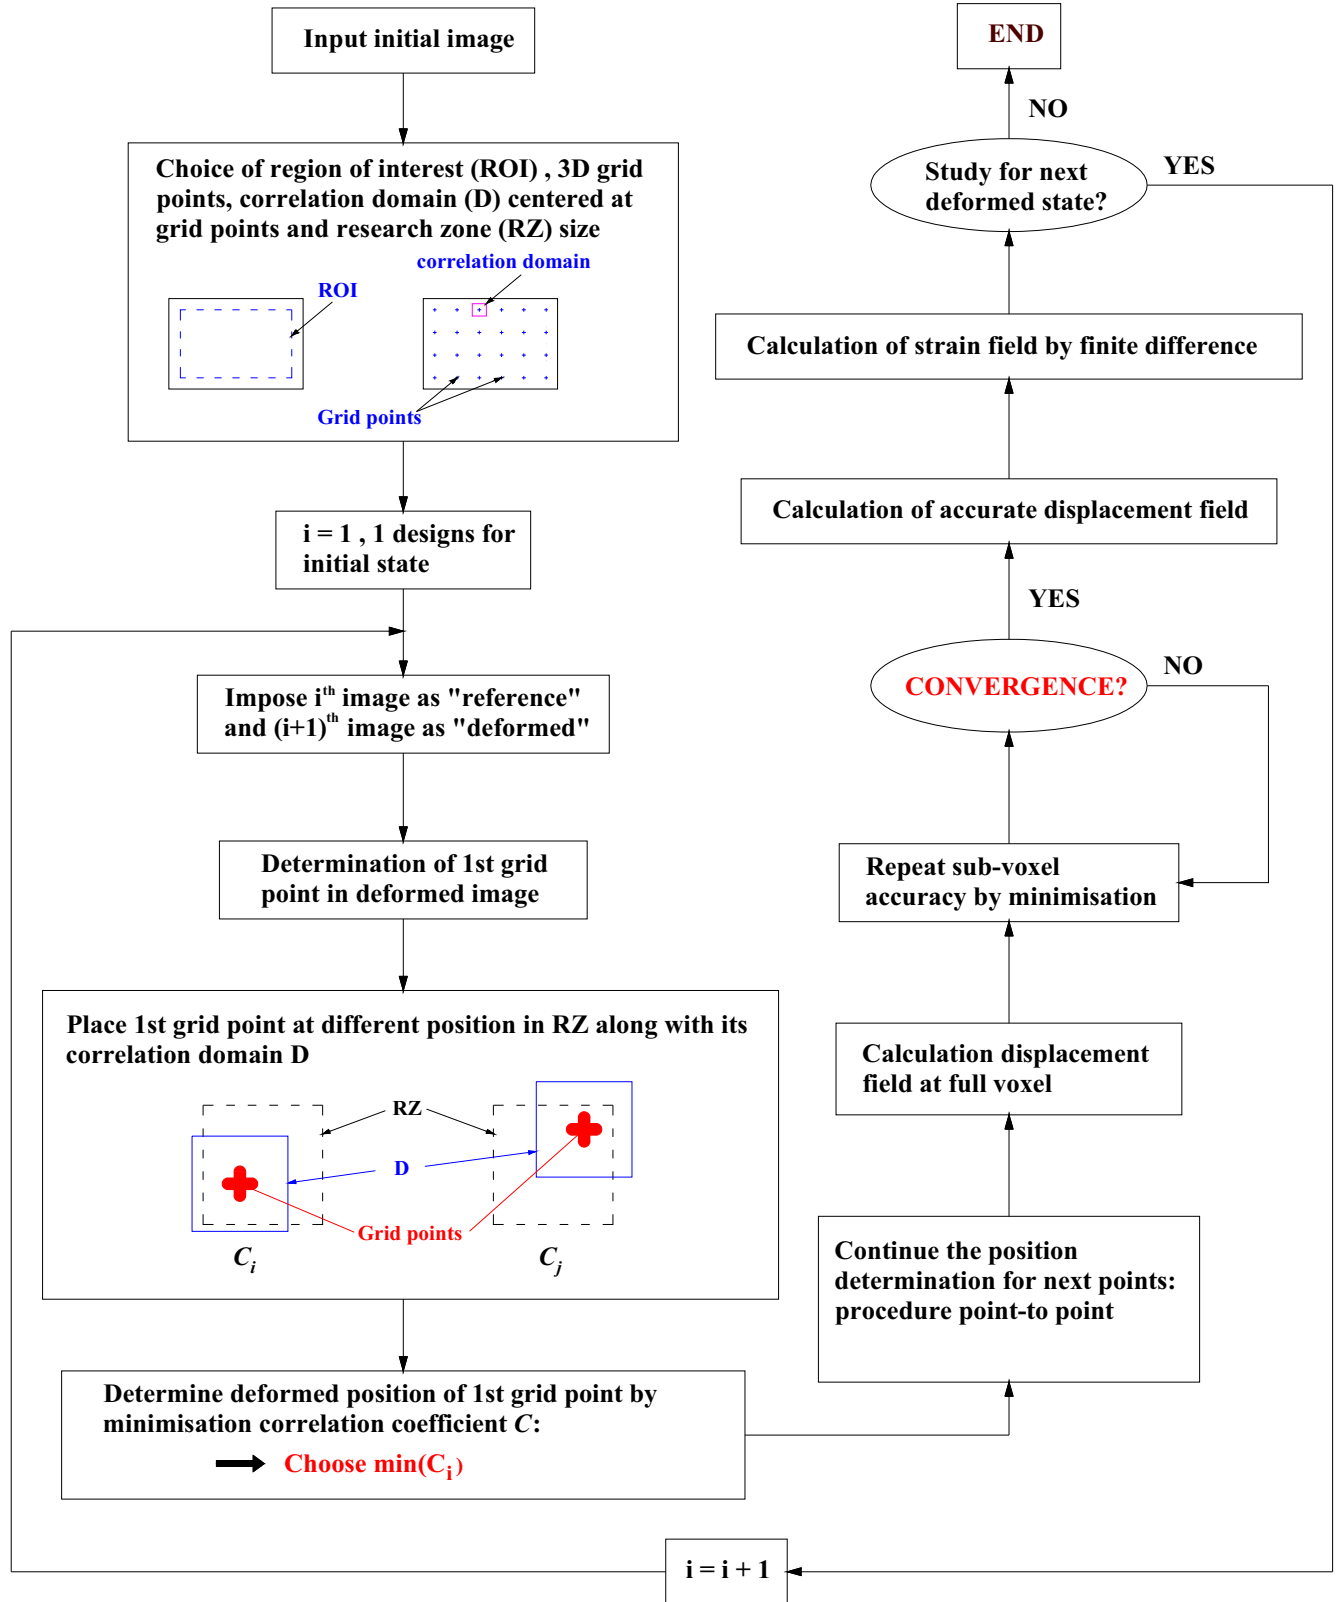 Input initial image
Choice of region of interest (ROI) , 3D grid
points, correlation domain (D) centered at
grid points and research zone (RZ) size
correlation domain
ROI
Grid points
i = 1 , 1 designs for
initial state
Impose iᵗʰ image as "reference"
and (i+1)ᵗʰ image as "deformed"
Determination of 1st grid
point in deformed image
Place 1st grid point at different position in RZ along with its
correlation domain D
RZ
D
Grid points
Cᵢ
Cⱼ
Determine deformed position of 1st grid point by
minimisation correlation coefficient C:
Choose min(Cᵢ)
Continue the position
determination for next points:
procedure point-to point
Calculation displacement
field at full voxel
Repeat sub-voxel
accuracy by minimisation
CONVERGENCE?
NO
YES
Calculation of accurate displacement field
Calculation of strain field by finite difference
Study for next
deformed state?
YES
NO
END
i = i + 1